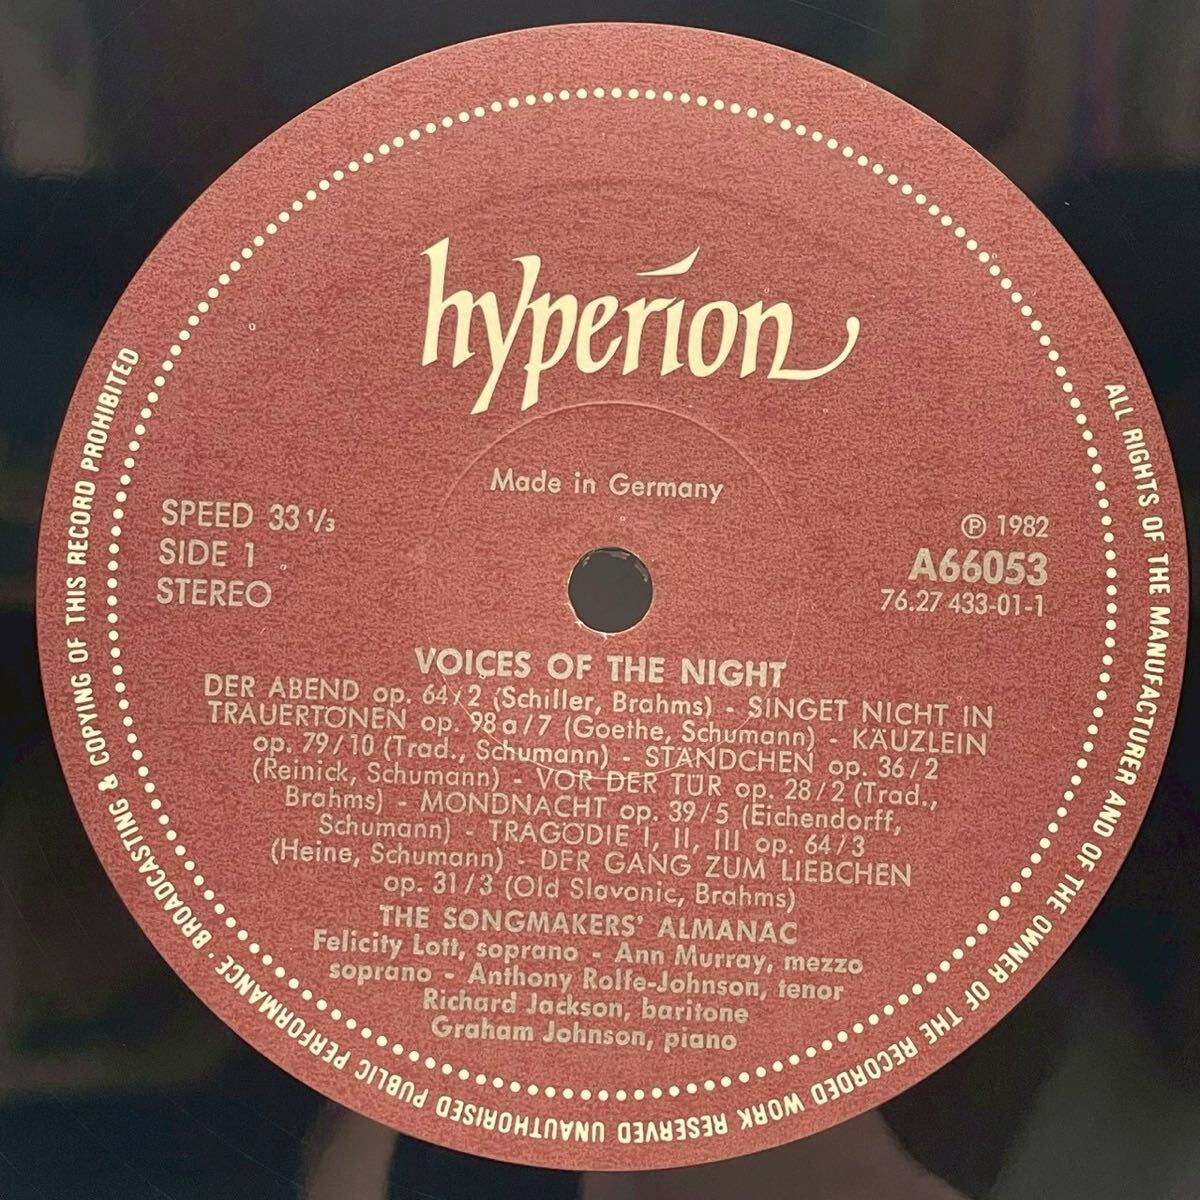 hyperion
Made in Germany
SPEED 33 1/3
SIDE 1
STEREO
℗ 1982
A66053
76.27 433-01-1
VOICES OF THE NIGHT
DER ABEND op. 64/2 (Schiller, Brahms) - SINGET NICHT IN
TRAUERTÖNEN op. 98a/7 (Goethe, Schumann) - KÄUZLEIN
op. 79/10 (Trad., Schumann) - STÄNDCHEN op. 36/2
(Reinick, Schumann) - VOR DER TÜR op. 28/2 (Trad.,
Brahms) - MONDNACHT op. 39/5 (Eichendorff,
Schumann) - TRAGÖDIE I, II, III op. 64/3
(Heine, Schumann) - DER GANG ZUM LIEBCHEN
op. 31/3 (Old Slavonic, Brahms)
THE SONGMAKERS' ALMANAC
Felicity Lott, soprano - Ann Murray, mezzo
soprano - Anthony Rolfe-Johnson, tenor
Richard Jackson, baritone
Graham Johnson, piano
ALL RIGHTS OF THE MANUFACTURER AND OF THE OWNER OF THE RECORDED WORK RESERVED UNAUTHORISED PUBLIC PERFORMANCE · BROADCASTING & COPYING OF THIS RECORD PROHIBITED